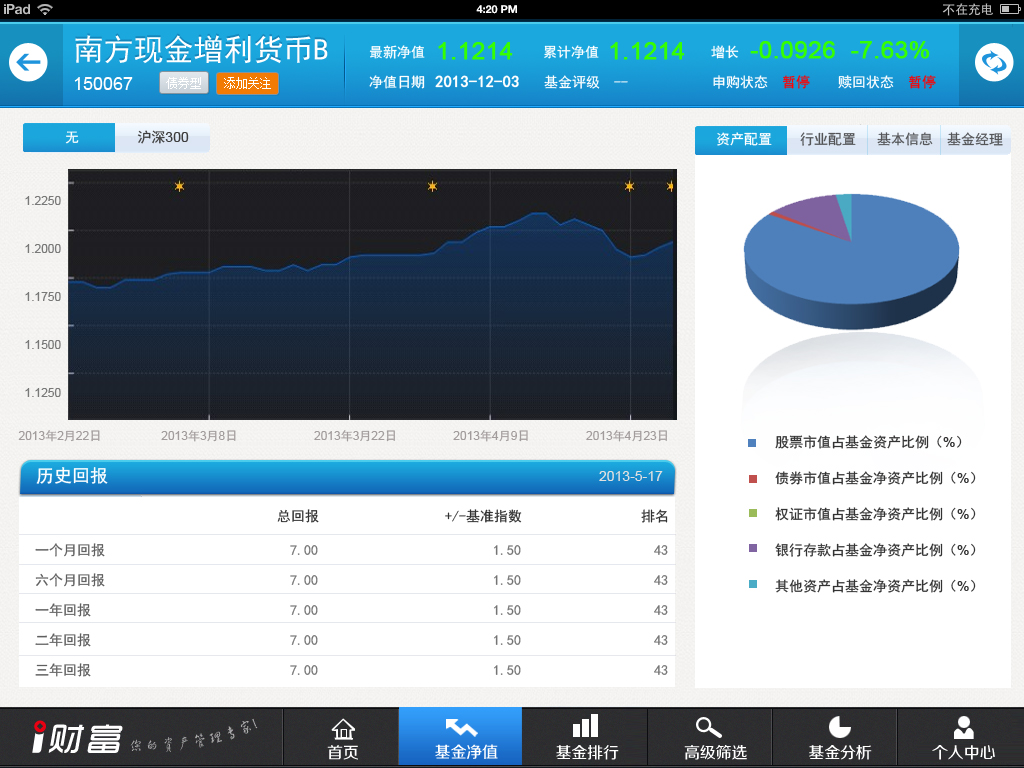 iPad 4:20 PM 不在充电
南方现金增利货币B
150067 债券型 添加关注
最新净值 1.1214 累计净值 1.1214 增长 -0.0926 -7.63%
净值日期 2013-12-03 基金评级 -- 申购状态 暂停 赎回状态 暂停
无 沪深300
资产配置 行业配置 基本信息 基金经理
1.2250
1.2000
1.1750
1.1500
1.1250
2013年2月22日 2013年3月8日 2013年3月22日 2013年4月9日 2013年4月23日
股票市值占基金资产比例（%）
债券市值占基金净资产比例（%）
权证市值占基金净资产比例（%）
银行存款占基金净资产比例（%）
其他资产占基金净资产比例（%）
历史回报 2013-5-17
总回报 +/-基准指数 排名
一个月回报 7.00 1.50 43
六个月回报 7.00 1.50 43
一年回报 7.00 1.50 43
二年回报 7.00 1.50 43
三年回报 7.00 1.50 43
i财富 您的资产管理专家!
首页 基金净值 基金排行 高级筛选 基金分析 个人中心